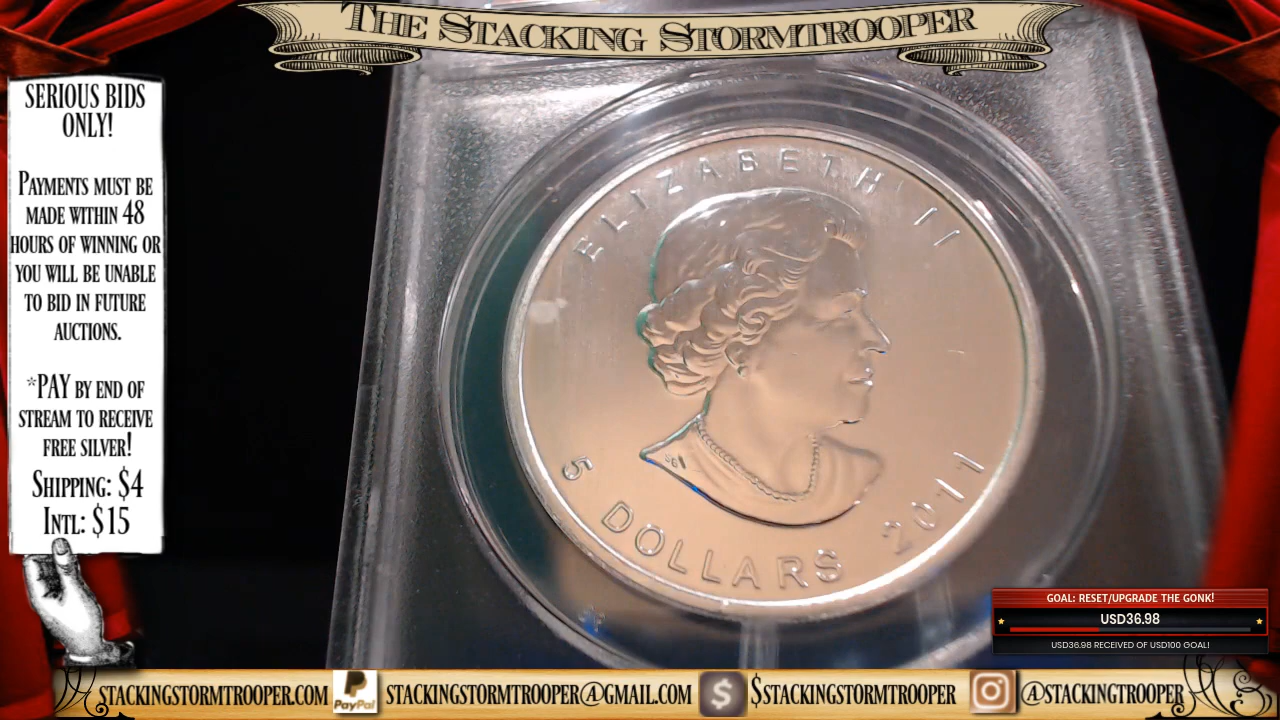 THE STACKING STORMTROOPER
SERIOUS BIDS
ONLY!
PAYMENTS MUST BE
MADE WITHIN 48
HOURS OF WINNING OR
YOU WILL BE UNABLE
TO BID IN FUTURE
AUCTIONS.
*PAY BY END OF
STREAM TO RECEIVE
FREE SILVER!
SHIPPING: $4
INTL: $15
ELIZABETH II
5 DOLLARS 2011
GOAL: RESET/UPGRADE THE GONK!
USD36.98
USD36.98 RECEIVED OF USD100 GOAL!
STACKINGSTORMTROOPER.COM
PayPal
STACKINGSTORMTROOPER@GMAIL.COM
$
$STACKINGSTORMTROOPER
@STACKINGTROOPER